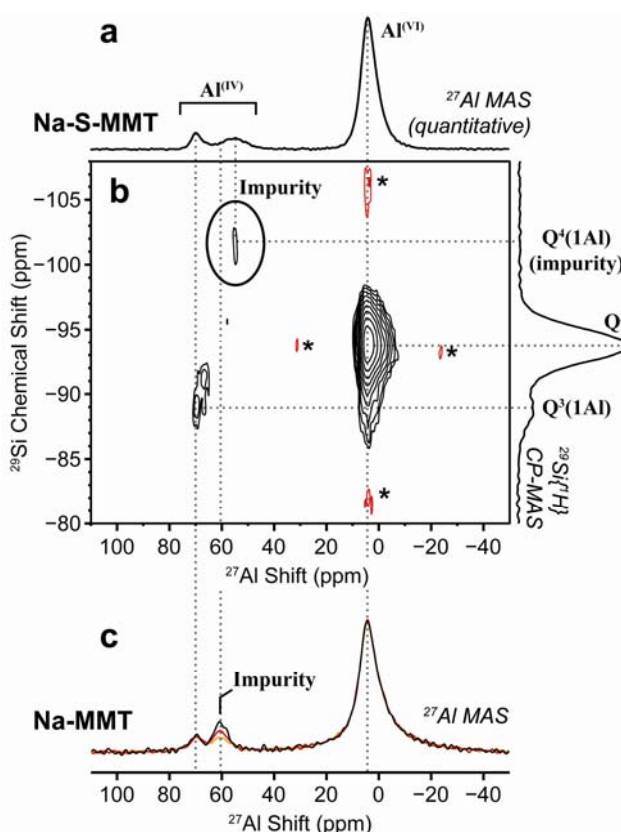 a
Al(VI)
Al(IV)
Na-S-MMT
27Al MAS
(quantitative)
b
Impurity
*
Q4(1Al)
(impurity)
Q
*
*
Q3(1Al)
*
−105
−100
−95
−90
−85
−80
29Si Chemical Shift (ppm)
29Si{1H}
CP-MAS
100 80 60 40 20 0 −20 −40
27Al Shift (ppm)
c
Impurity
Na-MMT
27Al MAS
100 80 60 40 20 0 −20 −40
27Al Shift (ppm)